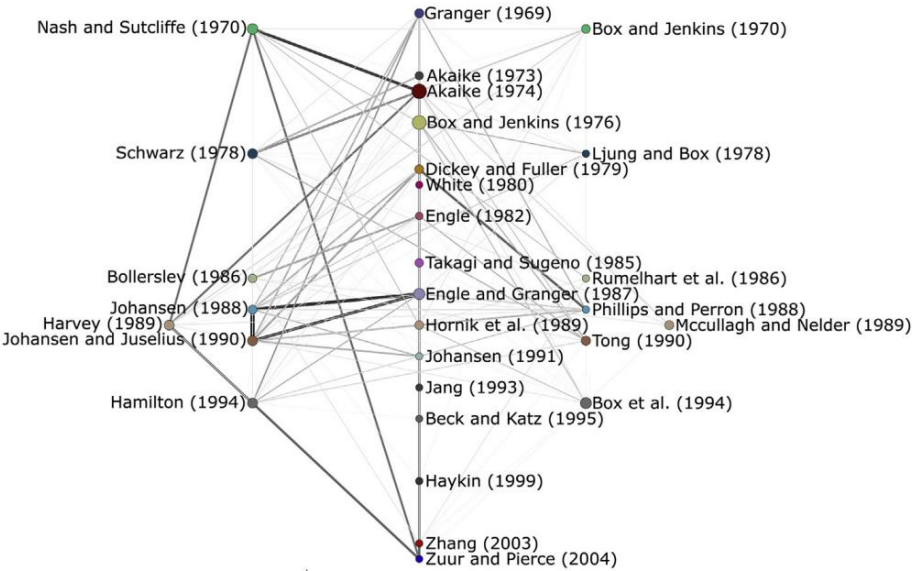 Granger (1969)
Nash and Sutcliffe (1970)
Box and Jenkins (1970)
Akaike (1973)
Akaike (1974)
Box and Jenkins (1976)
Schwarz (1978)
Ljung and Box (1978)
Dickey and Fuller (1979)
White (1980)
Engle (1982)
Takagi and Sugeno (1985)
Bollerslev (1986)
Rumelhart et al. (1986)
Engle and Granger (1987)
Johansen (1988)
Phillips and Perron (1988)
Harvey (1989)
Hornik et al. (1989)
Mccullagh and Nelder (1989)
Johansen and Juselius (1990)
Tong (1990)
Johansen (1991)
Jang (1993)
Hamilton (1994)
Box et al. (1994)
Beck and Katz (1995)
Haykin (1999)
Zhang (2003)
Zuur and Pierce (2004)